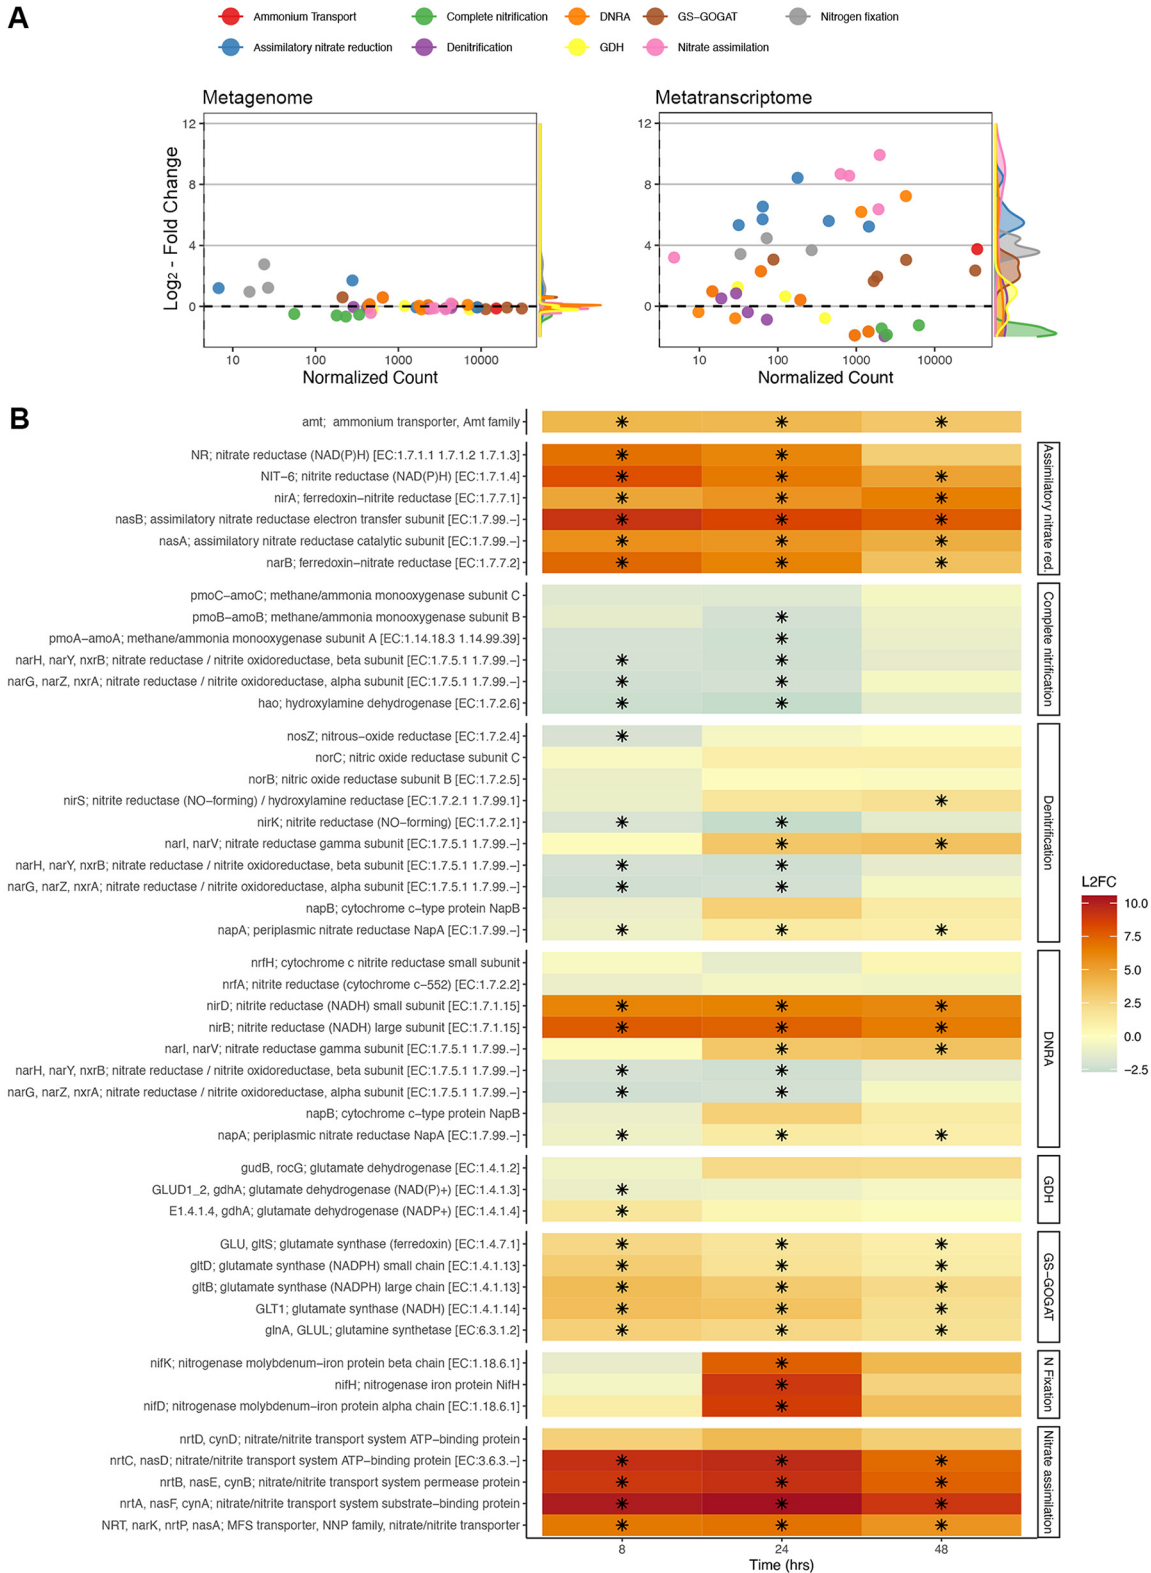 A
Ammonium Transport
Complete nitrification
DNRA
GS−GOGAT
Nitrogen fixation
Assimilatory nitrate reduction
Denitrification
GDH
Nitrate assimilation
Metagenome
Metatranscriptome
Log2 - Fold Change
12
8
4
0
10
100
1000
10000
Normalized Count
12
8
4
0
10
100
1000
10000
Normalized Count
B
amt; ammonium transporter, Amt family
NR; nitrate reductase (NAD(P)H) [EC:1.7.1.1 1.7.1.2 1.7.1.3]
NIT−6; nitrite reductase (NAD(P)H) [EC:1.7.1.4]
nirA; ferredoxin−nitrite reductase [EC:1.7.7.1]
nasB; assimilatory nitrate reductase electron transfer subunit [EC:1.7.99.−]
nasA; assimilatory nitrate reductase catalytic subunit [EC:1.7.99.−]
narB; ferredoxin−nitrate reductase [EC:1.7.7.2]
Assimilatory nitrate red.
pmoC−amoC; methane/ammonia monooxygenase subunit C
pmoB−amoB; methane/ammonia monooxygenase subunit B
pmoA−amoA; methane/ammonia monooxygenase subunit A [EC:1.14.18.3 1.14.99.39]
narH, narY, nxrB; nitrate reductase / nitrite oxidoreductase, beta subunit [EC:1.7.5.1 1.7.99.−]
narG, narZ, nxrA; nitrate reductase / nitrite oxidoreductase, alpha subunit [EC:1.7.5.1 1.7.99.−]
hao; hydroxylamine dehydrogenase [EC:1.7.2.6]
Complete nitrification
nosZ; nitrous−oxide reductase [EC:1.7.2.4]
norC; nitric oxide reductase subunit C
norB; nitric oxide reductase subunit B [EC:1.7.2.5]
nirS; nitrite reductase (NO−forming) / hydroxylamine reductase [EC:1.7.2.1 1.7.99.1]
nirK; nitrite reductase (NO−forming) [EC:1.7.2.1]
narI, narV; nitrate reductase gamma subunit [EC:1.7.5.1 1.7.99.−]
narH, narY, nxrB; nitrate reductase / nitrite oxidoreductase, beta subunit [EC:1.7.5.1 1.7.99.−]
narG, narZ, nxrA; nitrate reductase / nitrite oxidoreductase, alpha subunit [EC:1.7.5.1 1.7.99.−]
napB; cytochrome c−type protein NapB
napA; periplasmic nitrate reductase NapA [EC:1.7.99.−]
Denitrification
nrfH; cytochrome c nitrite reductase small subunit
nrfA; nitrite reductase (cytochrome c−552) [EC:1.7.2.2]
nirD; nitrite reductase (NADH) small subunit [EC:1.7.1.15]
nirB; nitrite reductase (NADH) large subunit [EC:1.7.1.15]
narI, narV; nitrate reductase gamma subunit [EC:1.7.5.1 1.7.99.−]
narH, narY, nxrB; nitrate reductase / nitrite oxidoreductase, beta subunit [EC:1.7.5.1 1.7.99.−]
narG, narZ, nxrA; nitrate reductase / nitrite oxidoreductase, alpha subunit [EC:1.7.5.1 1.7.99.−]
napB; cytochrome c−type protein NapB
napA; periplasmic nitrate reductase NapA [EC:1.7.99.−]
DNRA
gudB, rocG; glutamate dehydrogenase [EC:1.4.1.2]
GLUD1_2, gdhA; glutamate dehydrogenase (NAD(P)+) [EC:1.4.1.3]
E1.4.1.4, gdhA; glutamate dehydrogenase (NADP+) [EC:1.4.1.4]
GDH
GLU, gltS; glutamate synthase (ferredoxin) [EC:1.4.7.1]
gltD; glutamate synthase (NADPH) small chain [EC:1.4.1.13]
gltB; glutamate synthase (NADPH) large chain [EC:1.4.1.13]
GLT1; glutamate synthase (NADH) [EC:1.4.1.14]
glnA, GLUL; glutamine synthetase [EC:6.3.1.2]
GS−GOGAT
nifK; nitrogenase molybdenum−iron protein beta chain [EC:1.18.6.1]
nifH; nitrogenase iron protein NifH
nifD; nitrogenase molybdenum−iron protein alpha chain [EC:1.18.6.1]
N Fixation
nrtD, cynD; nitrate/nitrite transport system ATP−binding protein
nrtC, nasD; nitrate/nitrite transport system ATP−binding protein [EC:3.6.3.−]
nrtB, nasE, cynB; nitrate/nitrite transport system permease protein
nrtA, nasF, cynA; nitrate/nitrite transport system substrate−binding protein
NRT, narK, nrtP, nasA; MFS transporter, NNP family, nitrate/nitrite transporter
Nitrate assimilation
8
24
48
Time (hrs)
L2FC
10.0
7.5
5.0
2.5
0.0
−2.5